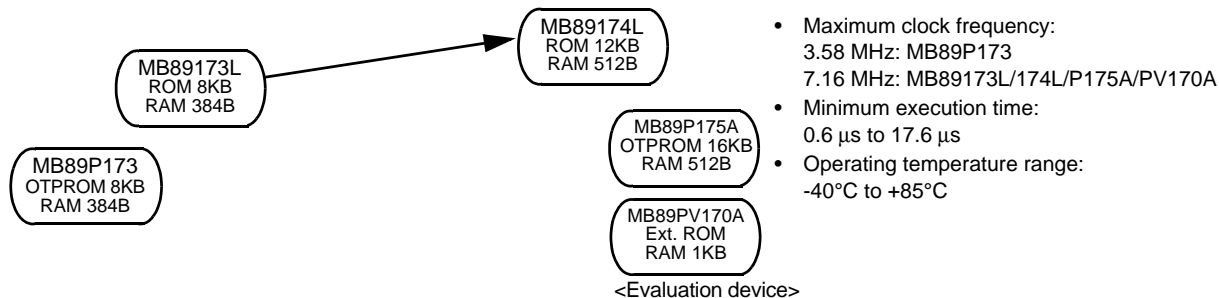 MB89174L
ROM 12KB
RAM 512B
MB89173L
ROM 8KB
RAM 384B
MB89P173
OTPROM 8KB
RAM 384B
MB89P175A
OTPROM 16KB
RAM 512B
MB89PV170A
Ext. ROM
RAM 1KB
<Evaluation device>
• Maximum clock frequency:
3.58 MHz: MB89P173
7.16 MHz: MB89173L/174L/P175A/PV170A
• Minimum execution time:
0.6 μs to 17.6 μs
• Operating temperature range:
-40°C to +85°C